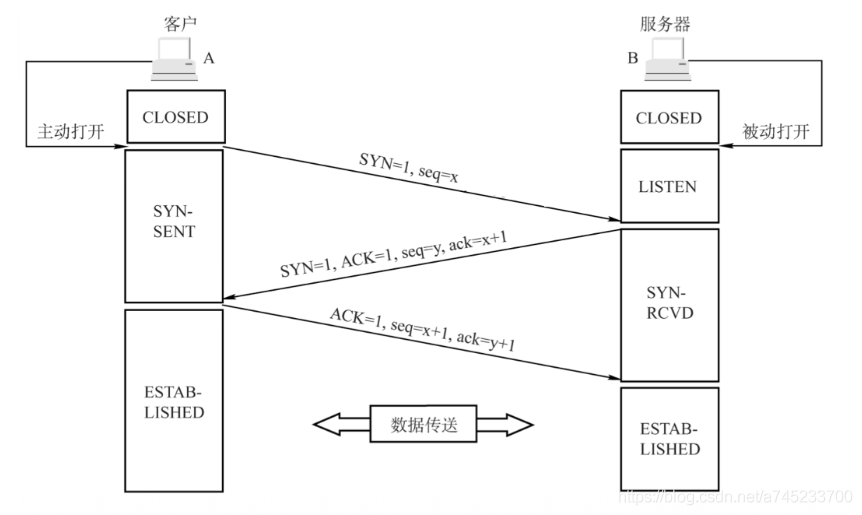 客户
服务器
A
B
CLOSED
CLOSED
主动打开
被动打开
SYN=1, seq=x
LISTEN
SYN-
SENT
SYN=1, ACK=1, seq=y, ack=x+1
SYN-
RCVD
ACK=1, seq=x+1, ack=y+1
ESTAB-
LISHED
数据传送
ESTAB-
LISHED
https://blog.csdn.net/a745233700